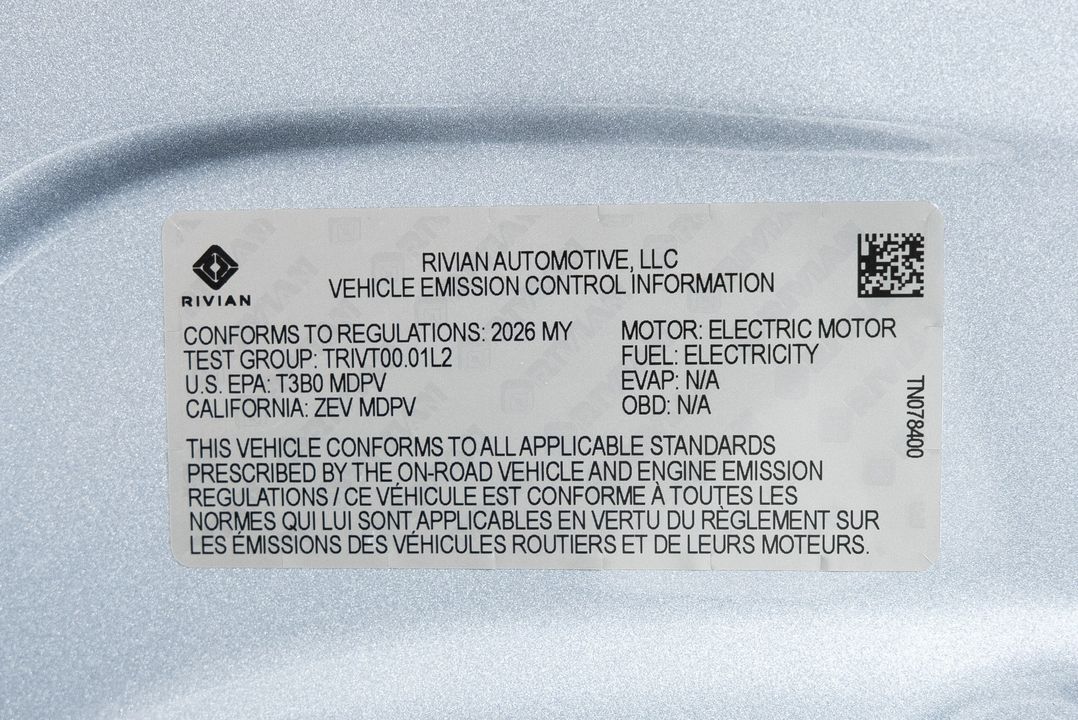 RIVIAN
RIVIAN AUTOMOTIVE, LLC
VEHICLE EMISSION CONTROL INFORMATION
CONFORMS TO REGULATIONS: 2026 MY
TEST GROUP: TRIVT00.01L2
U.S. EPA: T3B0 MDPV
CALIFORNIA: ZEV MDPV
MOTOR: ELECTRIC MOTOR
FUEL: ELECTRICITY
EVAP: N/A
OBD: N/A
TN078400
THIS VEHICLE CONFORMS TO ALL APPLICABLE STANDARDS
PRESCRIBED BY THE ON-ROAD VEHICLE AND ENGINE EMISSION
REGULATIONS / CE VÉHICULE EST CONFORME À TOUTES LES
NORMES QUI LUI SONT APPLICABLES EN VERTU DU RÈGLEMENT SUR
LES ÉMISSIONS DES VÉHICULES ROUTIERS ET DE LEURS MOTEURS.